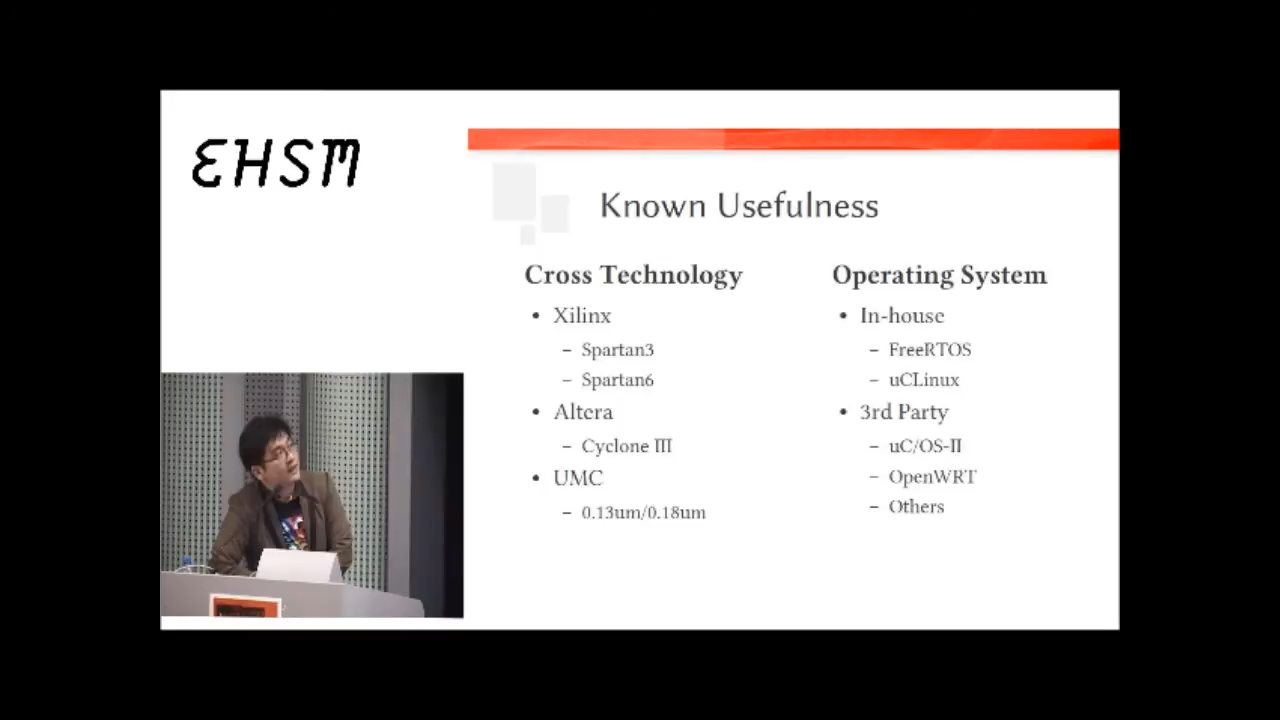 EHSM
Known Usefulness
Cross Technology
• Xilinx
– Spartan3
– Spartan6
• Altera
– Cyclone III
• UMC
– 0.13um/0.18um
Operating System
• In-house
– FreeRTOS
– uCLinux
• 3rd Party
– uC/OS-II
– OpenWRT
– Others